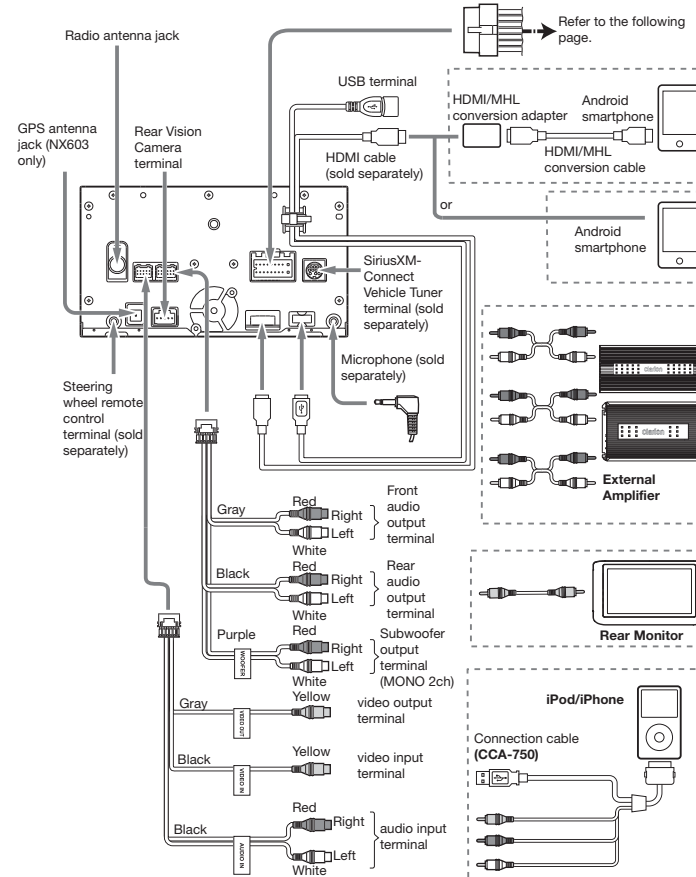 Radio antenna jack
Refer to the following
page.
USB terminal
HDMI/MHL
conversion adapter
Android
smartphone
GPS antenna
jack (NX603
only)
Rear Vision
Camera
terminal
HDMI cable
(sold separately)
HDMI/MHL
conversion cable
or
Android
smartphone
SiriusXM-
Connect
Vehicle Tuner
terminal (sold
separately)
Microphone (sold
separately)
Steering
wheel remote
control
terminal (sold
separately)
Clarion
Clarion
External
Amplifier
Gray
Red
Right
Left
White
Front
audio
output
terminal
Black
Red
Right
Left
White
Rear
audio
output
terminal
Rear Monitor
Purple
WOOFER
Red
Right
Left
White
Subwoofer
output
terminal
(MONO 2ch)
Gray
VIDEO OUT
Yellow
video output
terminal
Black
VIDEO IN
Yellow
video input
terminal
Black
AUDIO IN
Red
Right
Left
White
audio input
terminal
iPod/iPhone
Connection cable
(CCA-750)